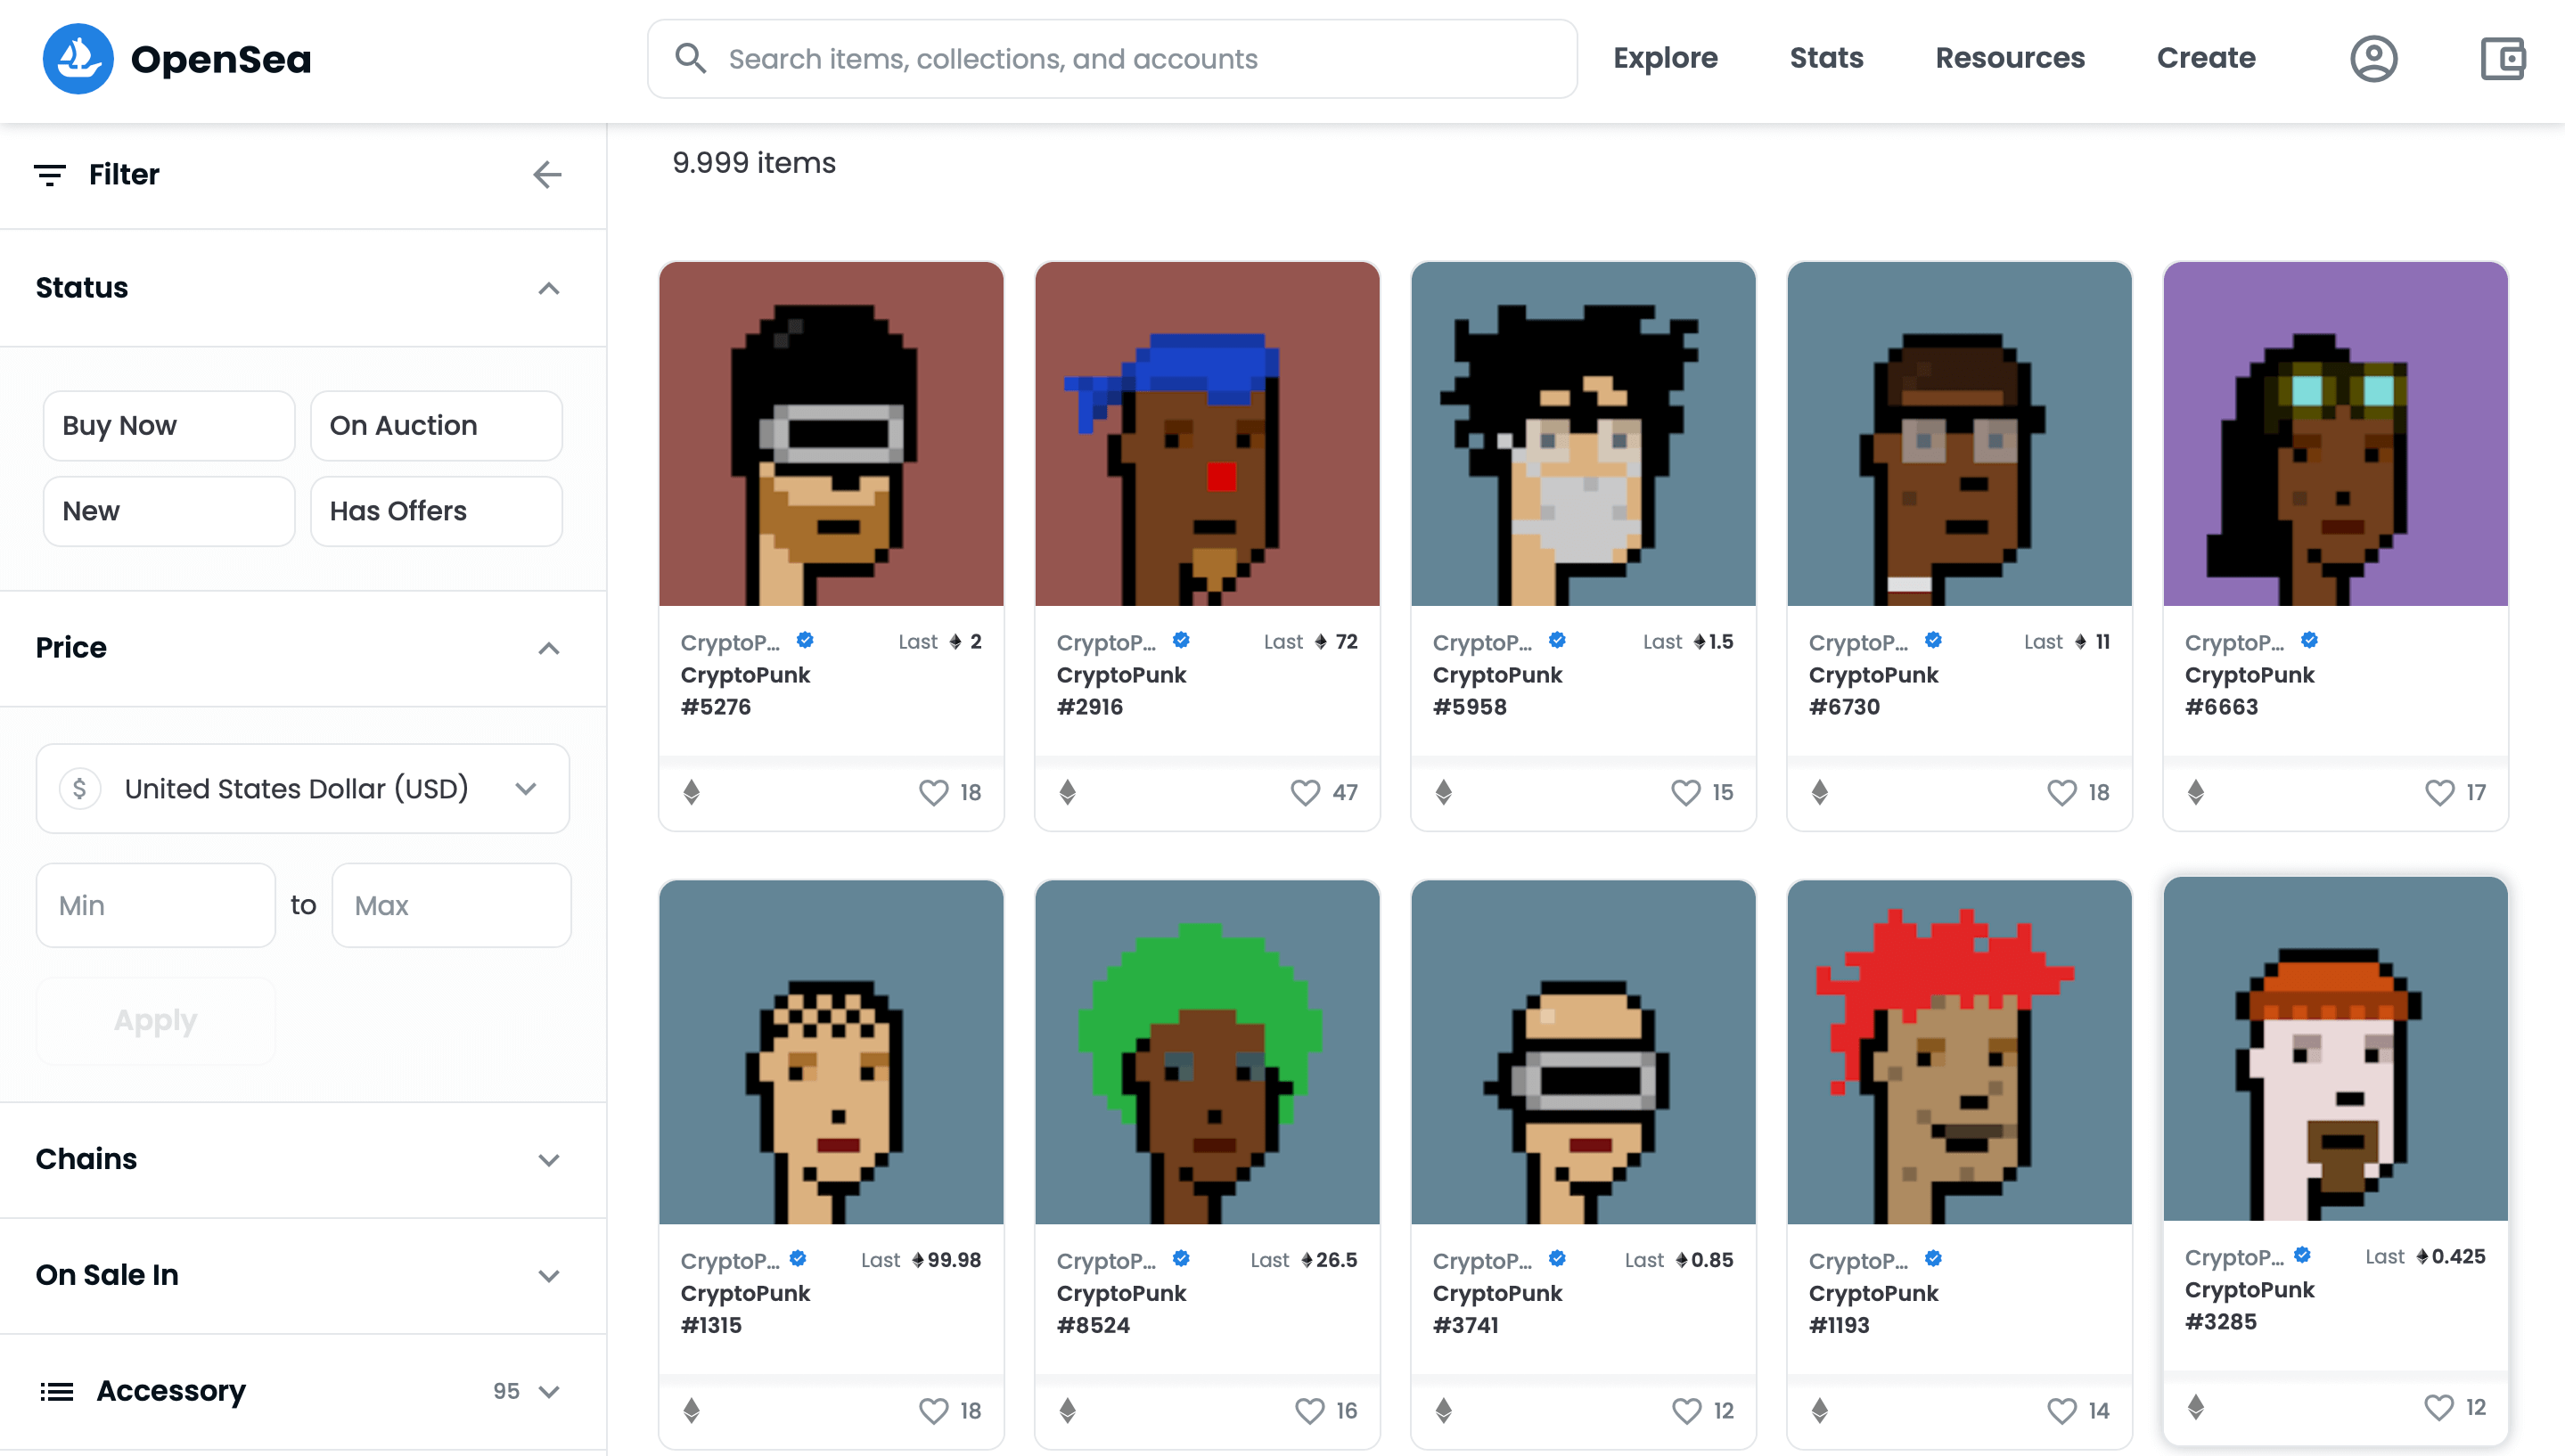 OpenSea
Search items, collections, and accounts
Explore
Stats
Resources
Create
Filter
9.999 items
Status
Buy Now
On Auction
New
Has Offers
Price
$ United States Dollar (USD)
Min
to
Max
Apply
Chains
On Sale In
Accessory
95
CryptoP... Last 2
CryptoPunk
#5276
18
CryptoP... Last 72
CryptoPunk
#2916
47
CryptoP... Last 1.5
CryptoPunk
#5958
15
CryptoP... Last 11
CryptoPunk
#6730
18
CryptoP...
CryptoPunk
#6663
17
CryptoP... Last 99.98
CryptoPunk
#1315
18
CryptoP... Last 26.5
CryptoPunk
#8524
16
CryptoP... Last 0.85
CryptoPunk
#3741
12
CryptoP...
CryptoPunk
#1193
14
CryptoP... Last 0.425
CryptoPunk
#3285
12